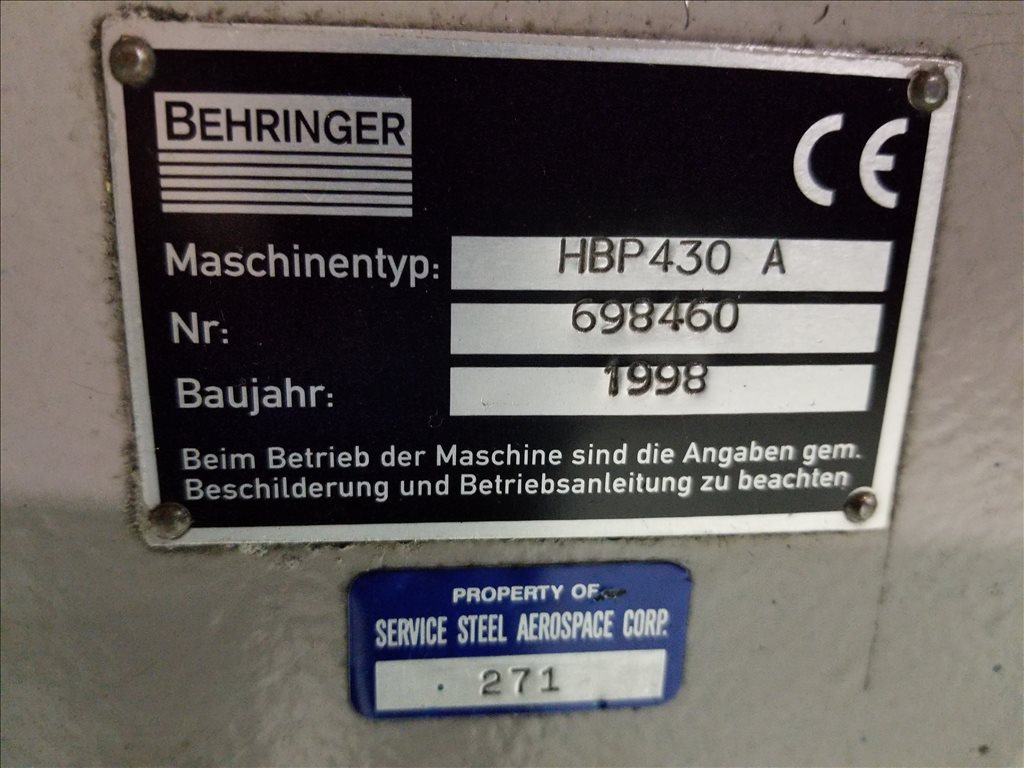 BEHRINGER
CE
Maschinentyp: HBP430 A
Nr: 698460
Baujahr: 1998
Beim Betrieb der Maschine sind die Angaben gem.
Beschilderung und Betriebsanleitung zu beachten
PROPERTY OF
SERVICE STEEL AEROSPACE CORP.
271